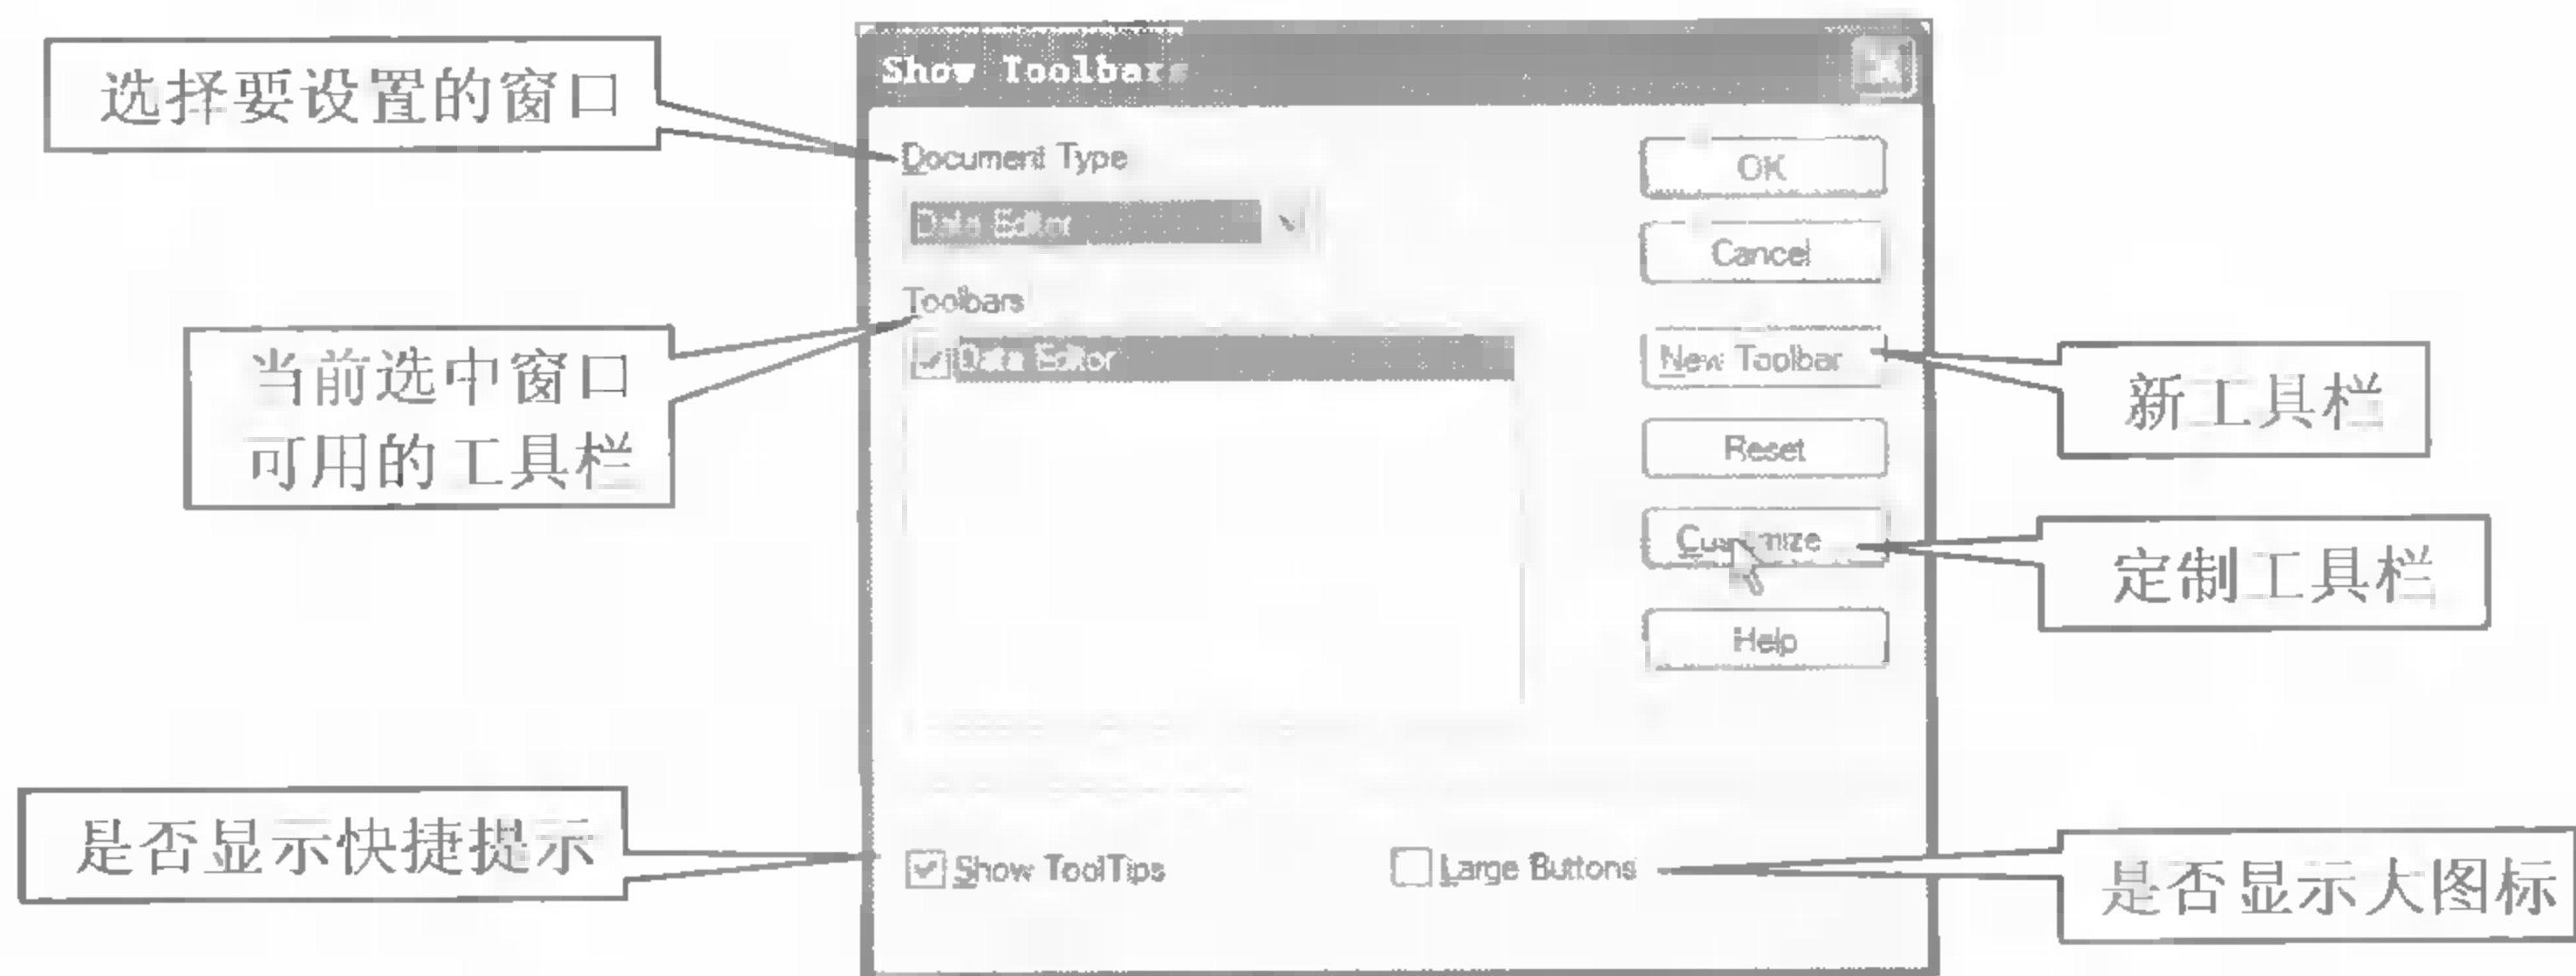 选择要设置的窗口
Show Toolbars
Document Type
Data Editor
OK
Cancel
Toolbars
Data Editor
当前选中窗口
可用的工具栏
New Toolbar
新工具栏
Reset
Customize
定制工具栏
Help
是否显示快捷提示
Show ToolTips
Large Buttons
是否显示大图标